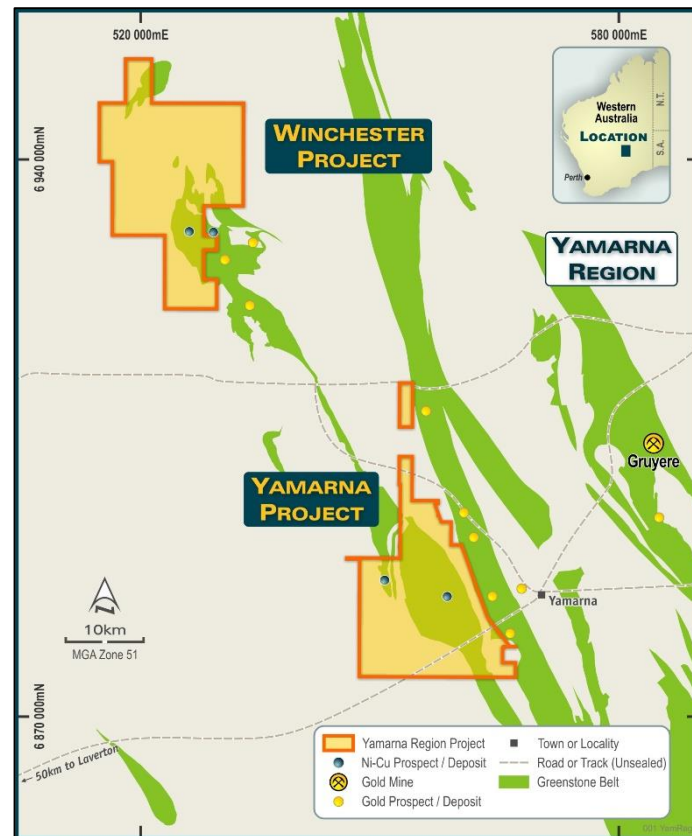 520 000mE
580 000mE
6 940 000mN
WINCHESTER
PROJECT
Western
Australia
LOCATION
N.T.
S.A.
Perth
YAMARNA
REGION
Gruyere
YAMARNA
PROJECT
Yamarna
N
10km
MGA Zone 51
6 870 000mN
50km to Laverton
Yamarna Region Project
Ni-Cu Prospect / Deposit
Gold Mine
Gold Prospect / Deposit
Town or Locality
Road or Track (Unsealed)
Greenstone Belt